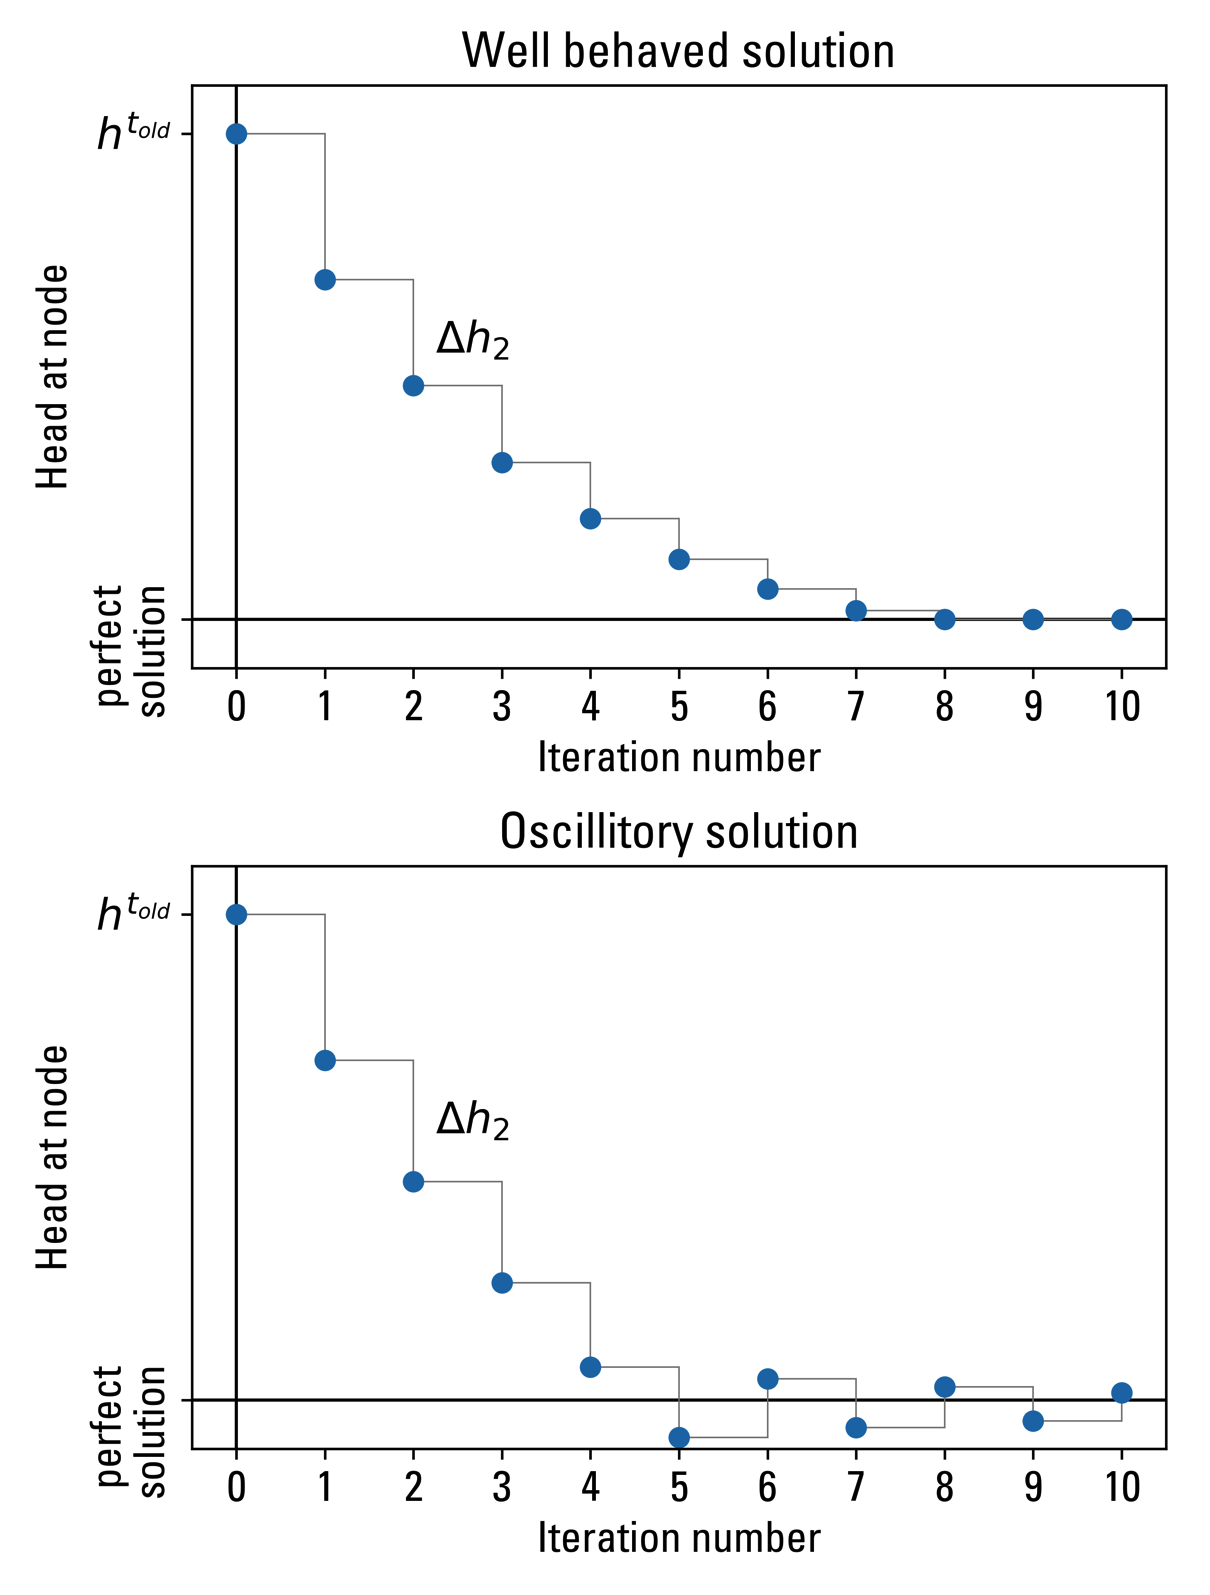 Well behaved solution
h^t_old
Head at node
Δh₂
perfect
solution
0 1 2 3 4 5 6 7 8 9 10
Iteration number
Oscillitory solution
h^t_old
Head at node
Δh₂
perfect
solution
0 1 2 3 4 5 6 7 8 9 10
Iteration number